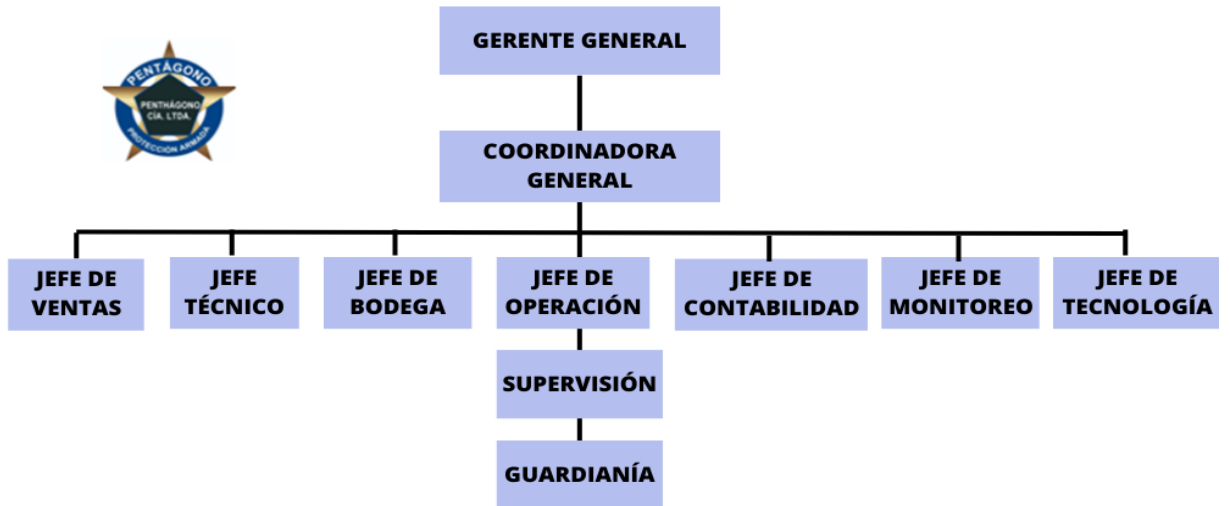 GERENTE GENERAL
PENTÁGONO
PENTHÁGONO
CÍA. LTDA.
PROTECCIÓN ARMADA
COORDINADORA
GENERAL
JEFE DE
VENTAS
JEFE
TÉCNICO
JEFE DE
BODEGA
JEFE DE
OPERACIÓN
JEFE DE
CONTABILIDAD
JEFE DE
MONITOREO
JEFE DE
TECNOLOGÍA
SUPERVISIÓN
GUARDIANÍA